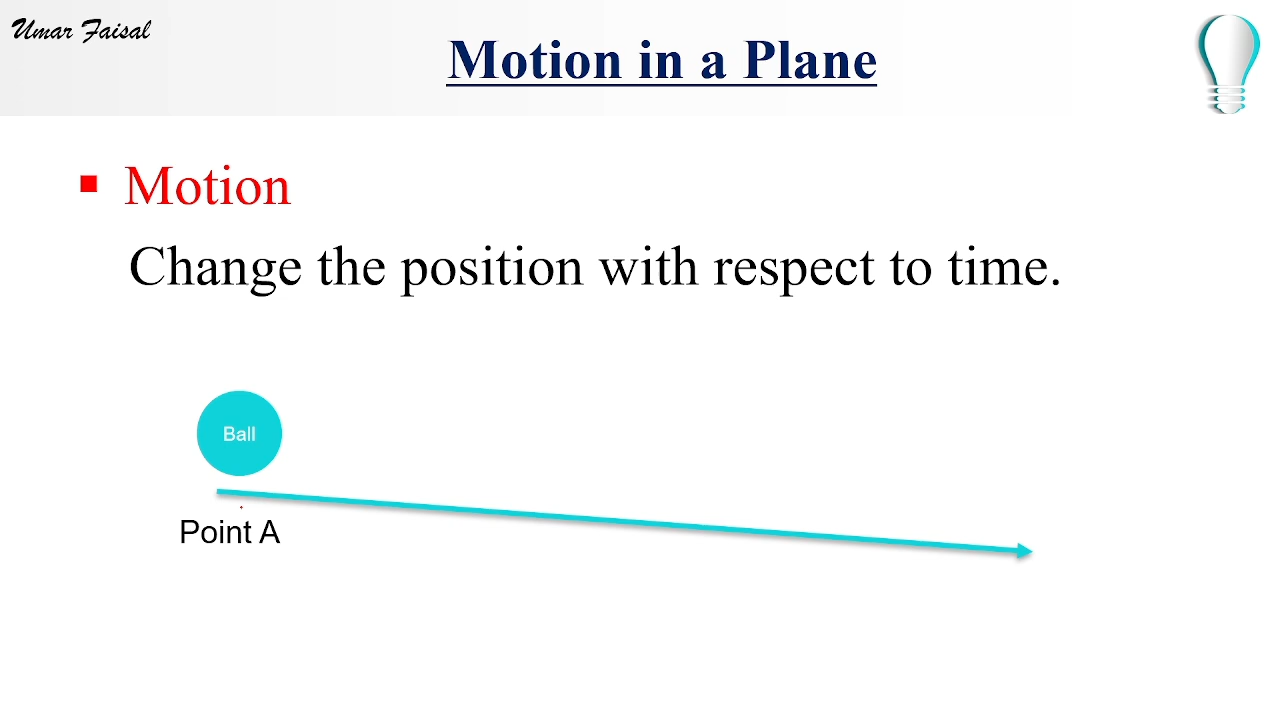 Umar Faisal
Motion in a Plane
Motion
Change the position with respect to time.
Ball
Point A